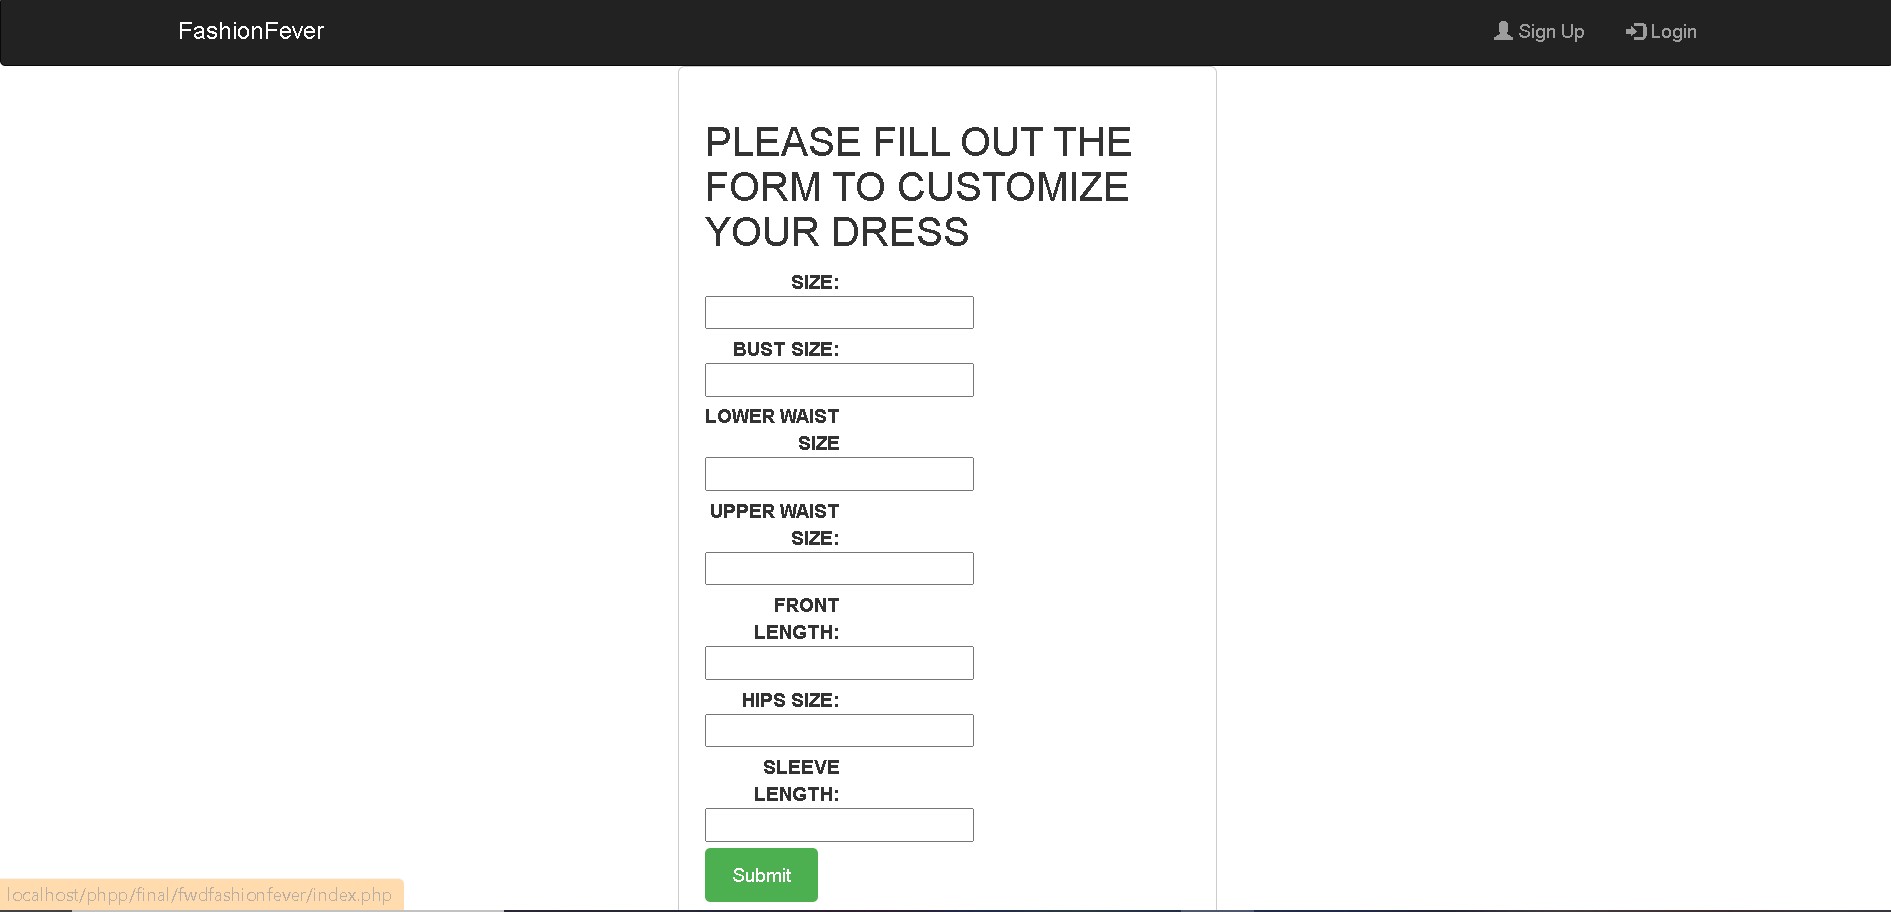 FashionFever
Sign Up
Login
PLEASE FILL OUT THE
FORM TO CUSTOMIZE
YOUR DRESS
SIZE:
BUST SIZE:
LOWER WAIST
SIZE
UPPER WAIST
SIZE:
FRONT
LENGTH:
HIPS SIZE:
SLEEVE
LENGTH:
Submit
localhost/phpp/final/fwdfashionfever/index.php